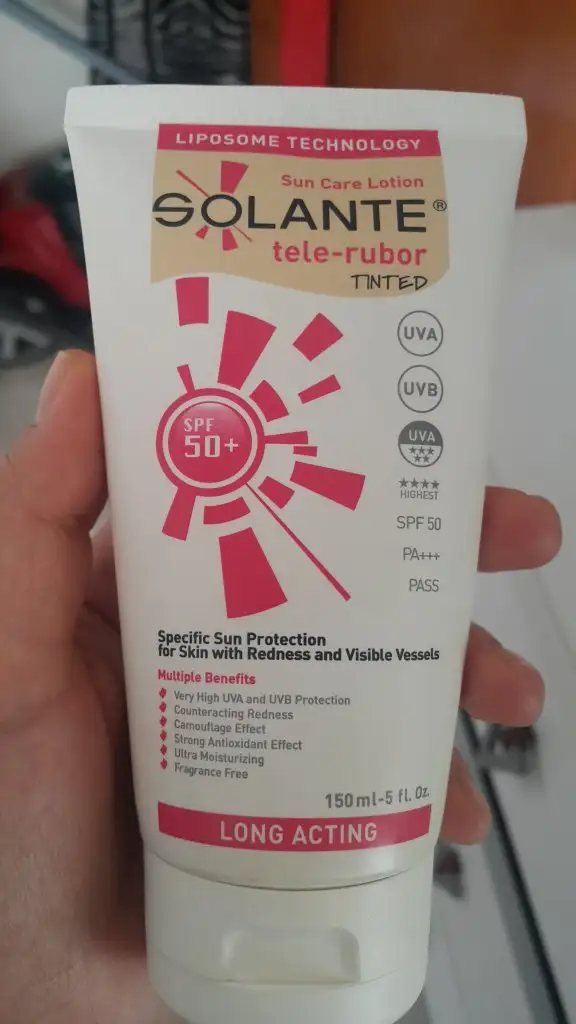 LIPOSOME TECHNOLOGY
Sun Care Lotion
SOLANTE®
tele-rubor
TINTED
UVA
UVB
UVA
★★★★★
★★★★
HIGHEST
SPF 50
PA+++
PASS
SPF
50+
Specific Sun Protection
for Skin with Redness and Visible Vessels
Multiple Benefits
Very High UVA and UVB Protection
Counteracting Redness
Camouflage Effect
Strong Antioxidant Effect
Ultra Moisturizing
Fragrance Free
150ml-5 fl. Oz.
LONG ACTING